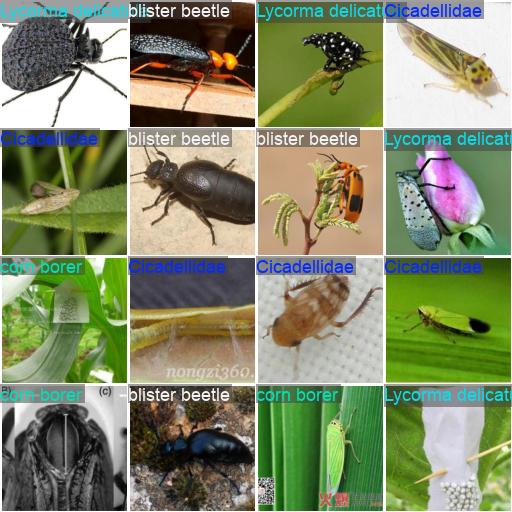 Lycorma delicat
blister beetle
Lycorma delicat
Cicadellidae
Cicadellidae
blister beetle
blister beetle
Lycorma delicat
corn borer
Cicadellidae
Cicadellidae
Cicadellidae
nongzi360.
corn borer
(c)
blister beetle
corn borer
Lycorma delicat